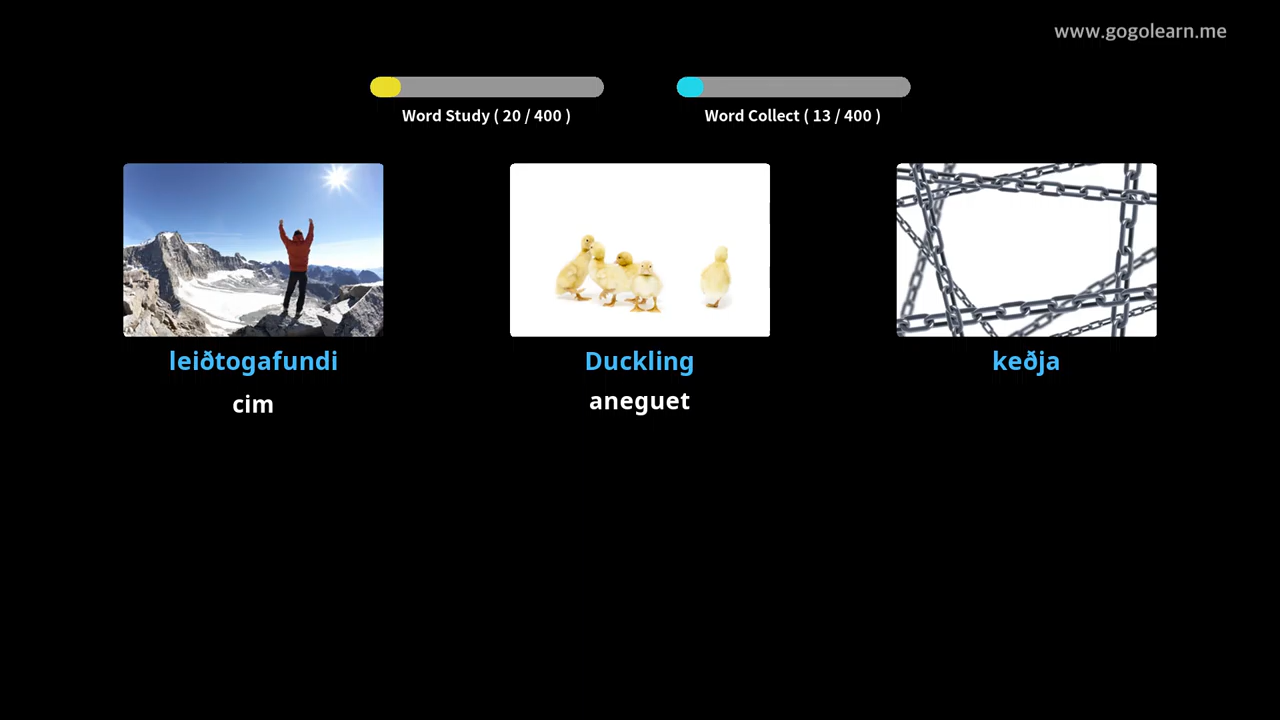 www.gogolearn.me
Word Study ( 20 / 400 )
Word Collect ( 13 / 400 )
leiðtogafundi
Duckling
keðja
cim
aneguet